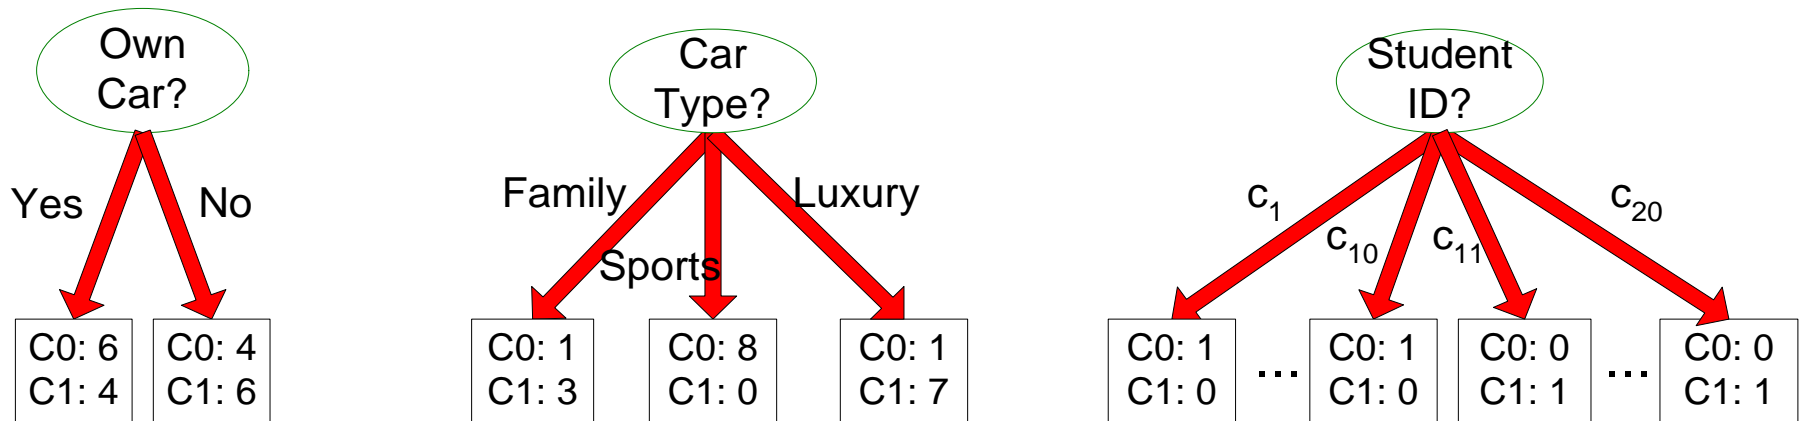 Own
Car?
Yes
No
C0: 6
C1: 4
C0: 4
C1: 6
Car
Type?
Family
Sports
Luxury
C0: 1
C1: 3
C0: 8
C1: 0
C0: 1
C1: 7
Student
ID?
c1
c10
c11
c20
C0: 1
C1: 0
...
C0: 1
C1: 0
C0: 0
C1: 1
...
C0: 0
C1: 1